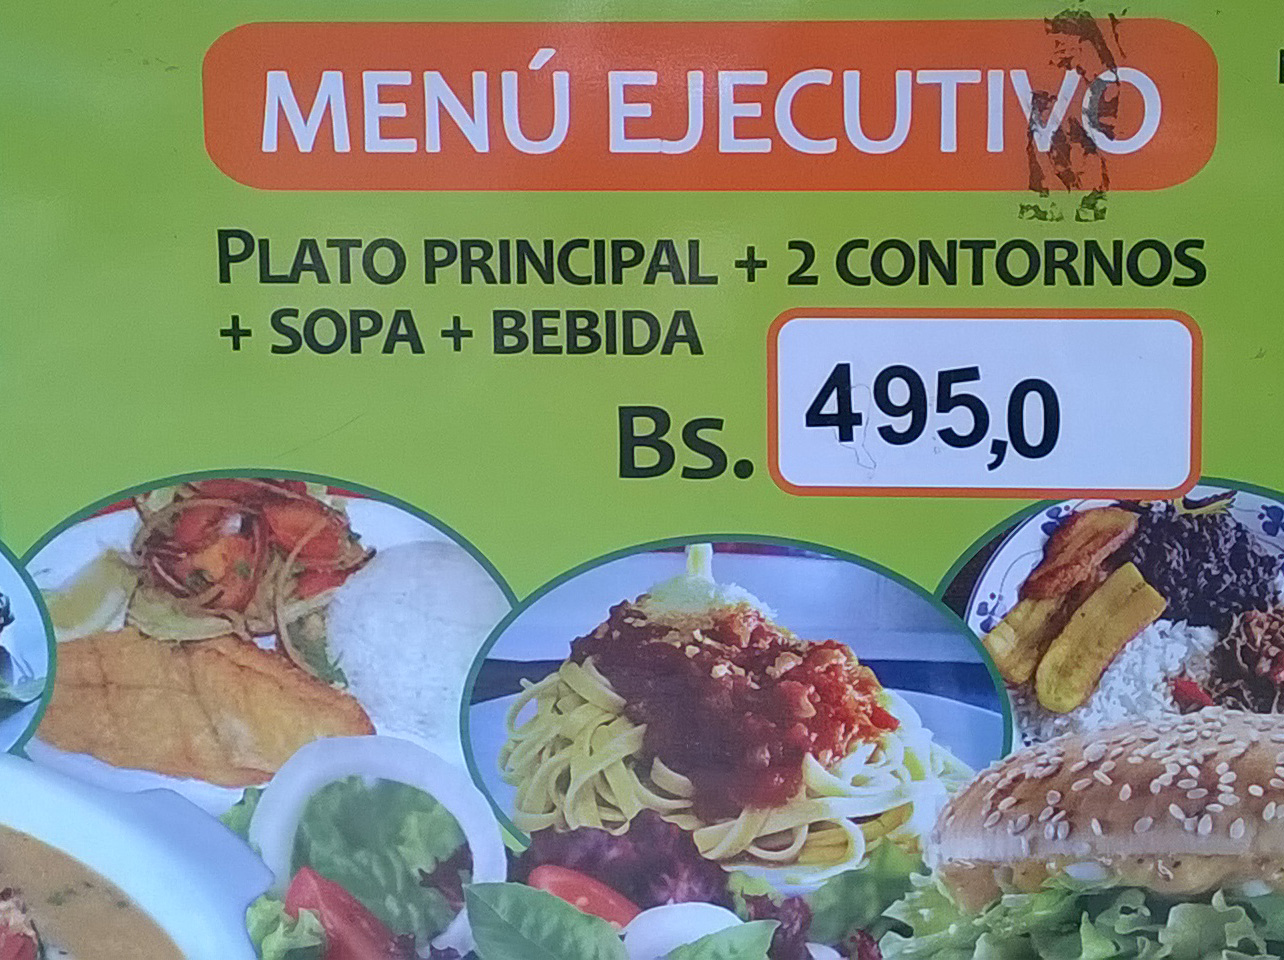 MENÚ EJECUTIVO
PLATO PRINCIPAL + 2 CONTORNOS
+ SOPA + BEBIDA
Bs. 495,0